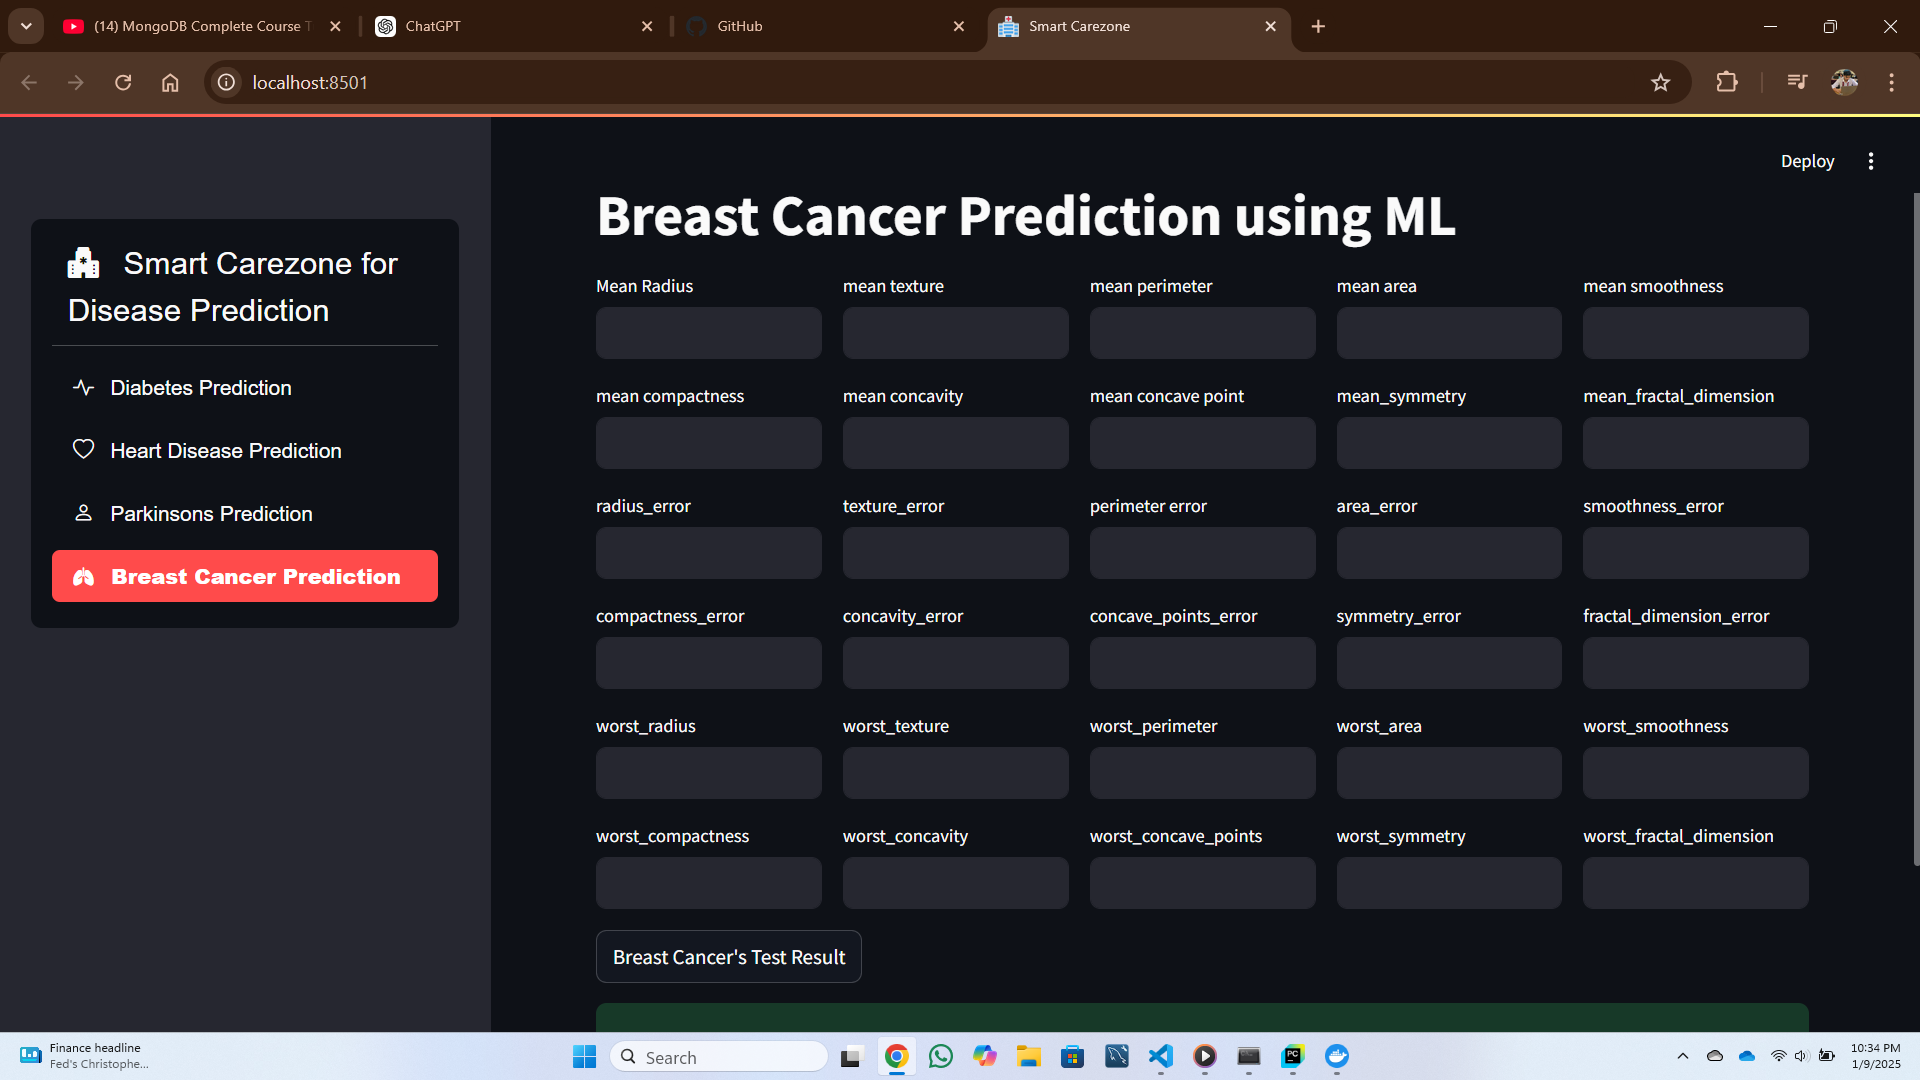 (14) MongoDB Complete Course T
ChatGPT
GitHub
Smart Carezone
localhost:8501
Deploy
Smart Carezone for
Disease Prediction
Diabetes Prediction
Heart Disease Prediction
Parkinsons Prediction
Breast Cancer Prediction
Breast Cancer Prediction using ML
Mean Radius mean texture mean perimeter mean area mean smoothness
mean compactness mean concavity mean concave point mean_symmetry mean_fractal_dimension
radius_error texture_error perimeter error area_error smoothness_error
compactness_error concavity_error concave_points_error symmetry_error fractal_dimension_error
worst_radius worst_texture worst_perimeter worst_area worst_smoothness
worst_compactness worst_concavity worst_concave_points worst_symmetry worst_fractal_dimension
Breast Cancer's Test Result
Finance headline
Fed's Christophe...
Search
PC
10:34 PM
1/9/2025